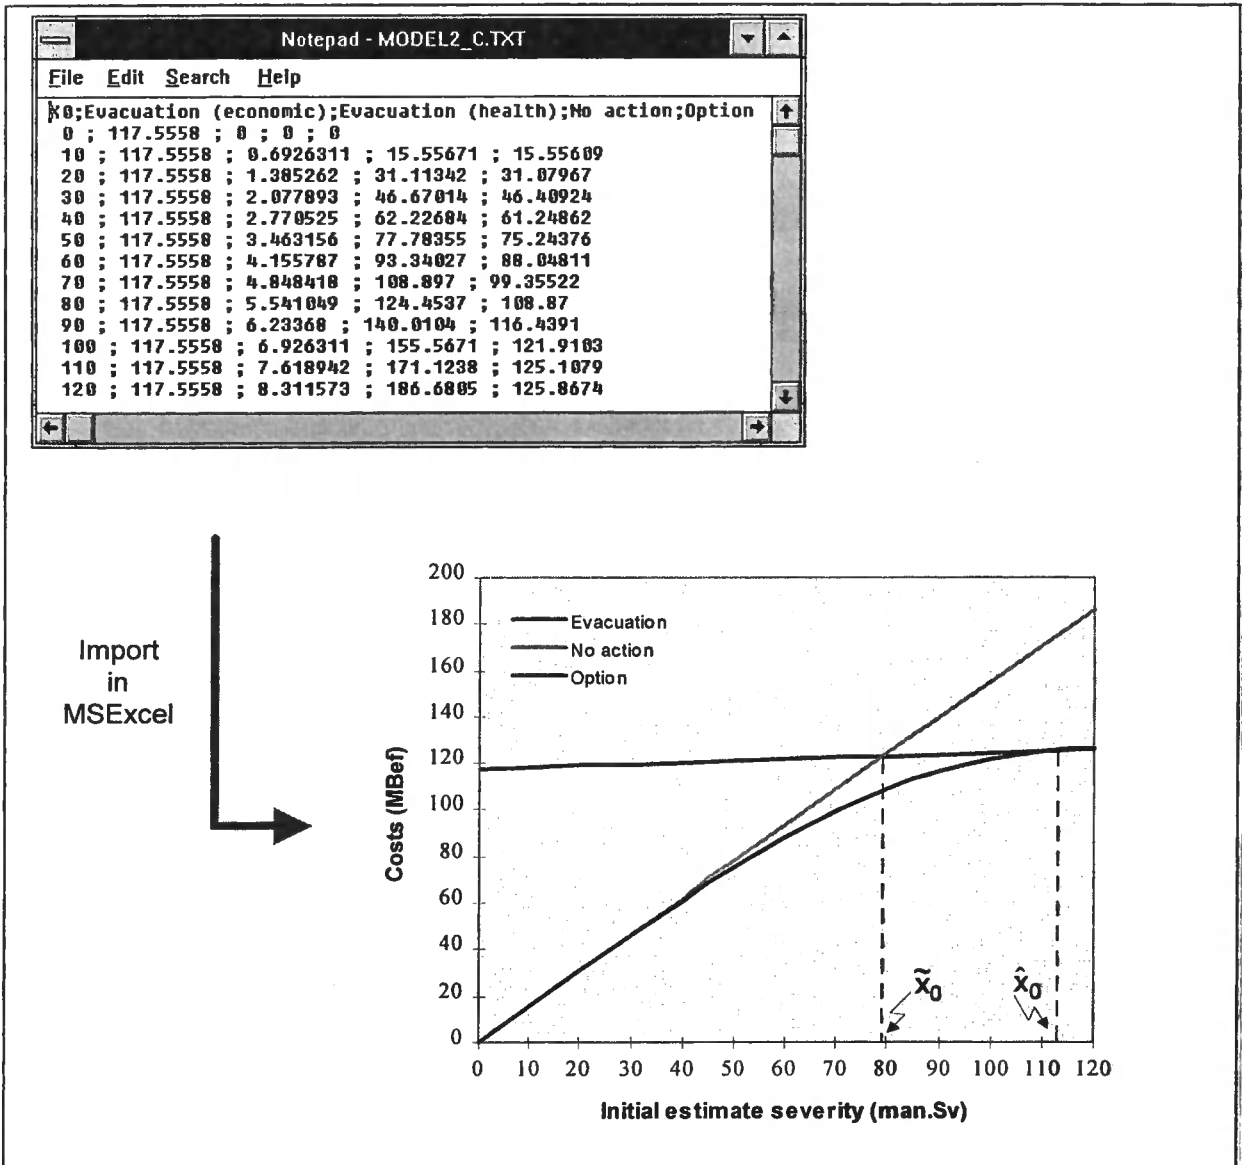 Notepad - MODEL2_C.TXT
File Edit Search Help
X0;Evacuation (economic);Evacuation (health);No action;Option
0 ; 117.5558 ; 0 ; 0 ; 0
10 ; 117.5558 ; 0.6926311 ; 15.55671 ; 15.55609
20 ; 117.5558 ; 1.385262 ; 31.11342 ; 31.07967
30 ; 117.5558 ; 2.077893 ; 46.67014 ; 46.40924
40 ; 117.5558 ; 2.770525 ; 62.22684 ; 61.24862
50 ; 117.5558 ; 3.463156 ; 77.78355 ; 75.24376
60 ; 117.5558 ; 4.155787 ; 93.34027 ; 88.04811
70 ; 117.5558 ; 4.848418 ; 108.897 ; 99.35522
80 ; 117.5558 ; 5.541049 ; 124.4537 ; 108.87
90 ; 117.5558 ; 6.23368 ; 140.0104 ; 116.4391
100 ; 117.5558 ; 6.926311 ; 155.5671 ; 121.9103
110 ; 117.5558 ; 7.618942 ; 171.1238 ; 125.1079
120 ; 117.5558 ; 8.311573 ; 186.6805 ; 125.8674
Import
in
MSExcel
Costs (MBef)
200
180
160
140
120
100
80
60
40
20
0
Evacuation
No action
Option
x̃0
x̂0
0 10 20 30 40 50 60 70 80 90 100 110 120
Initial estimate severity (man.Sv)